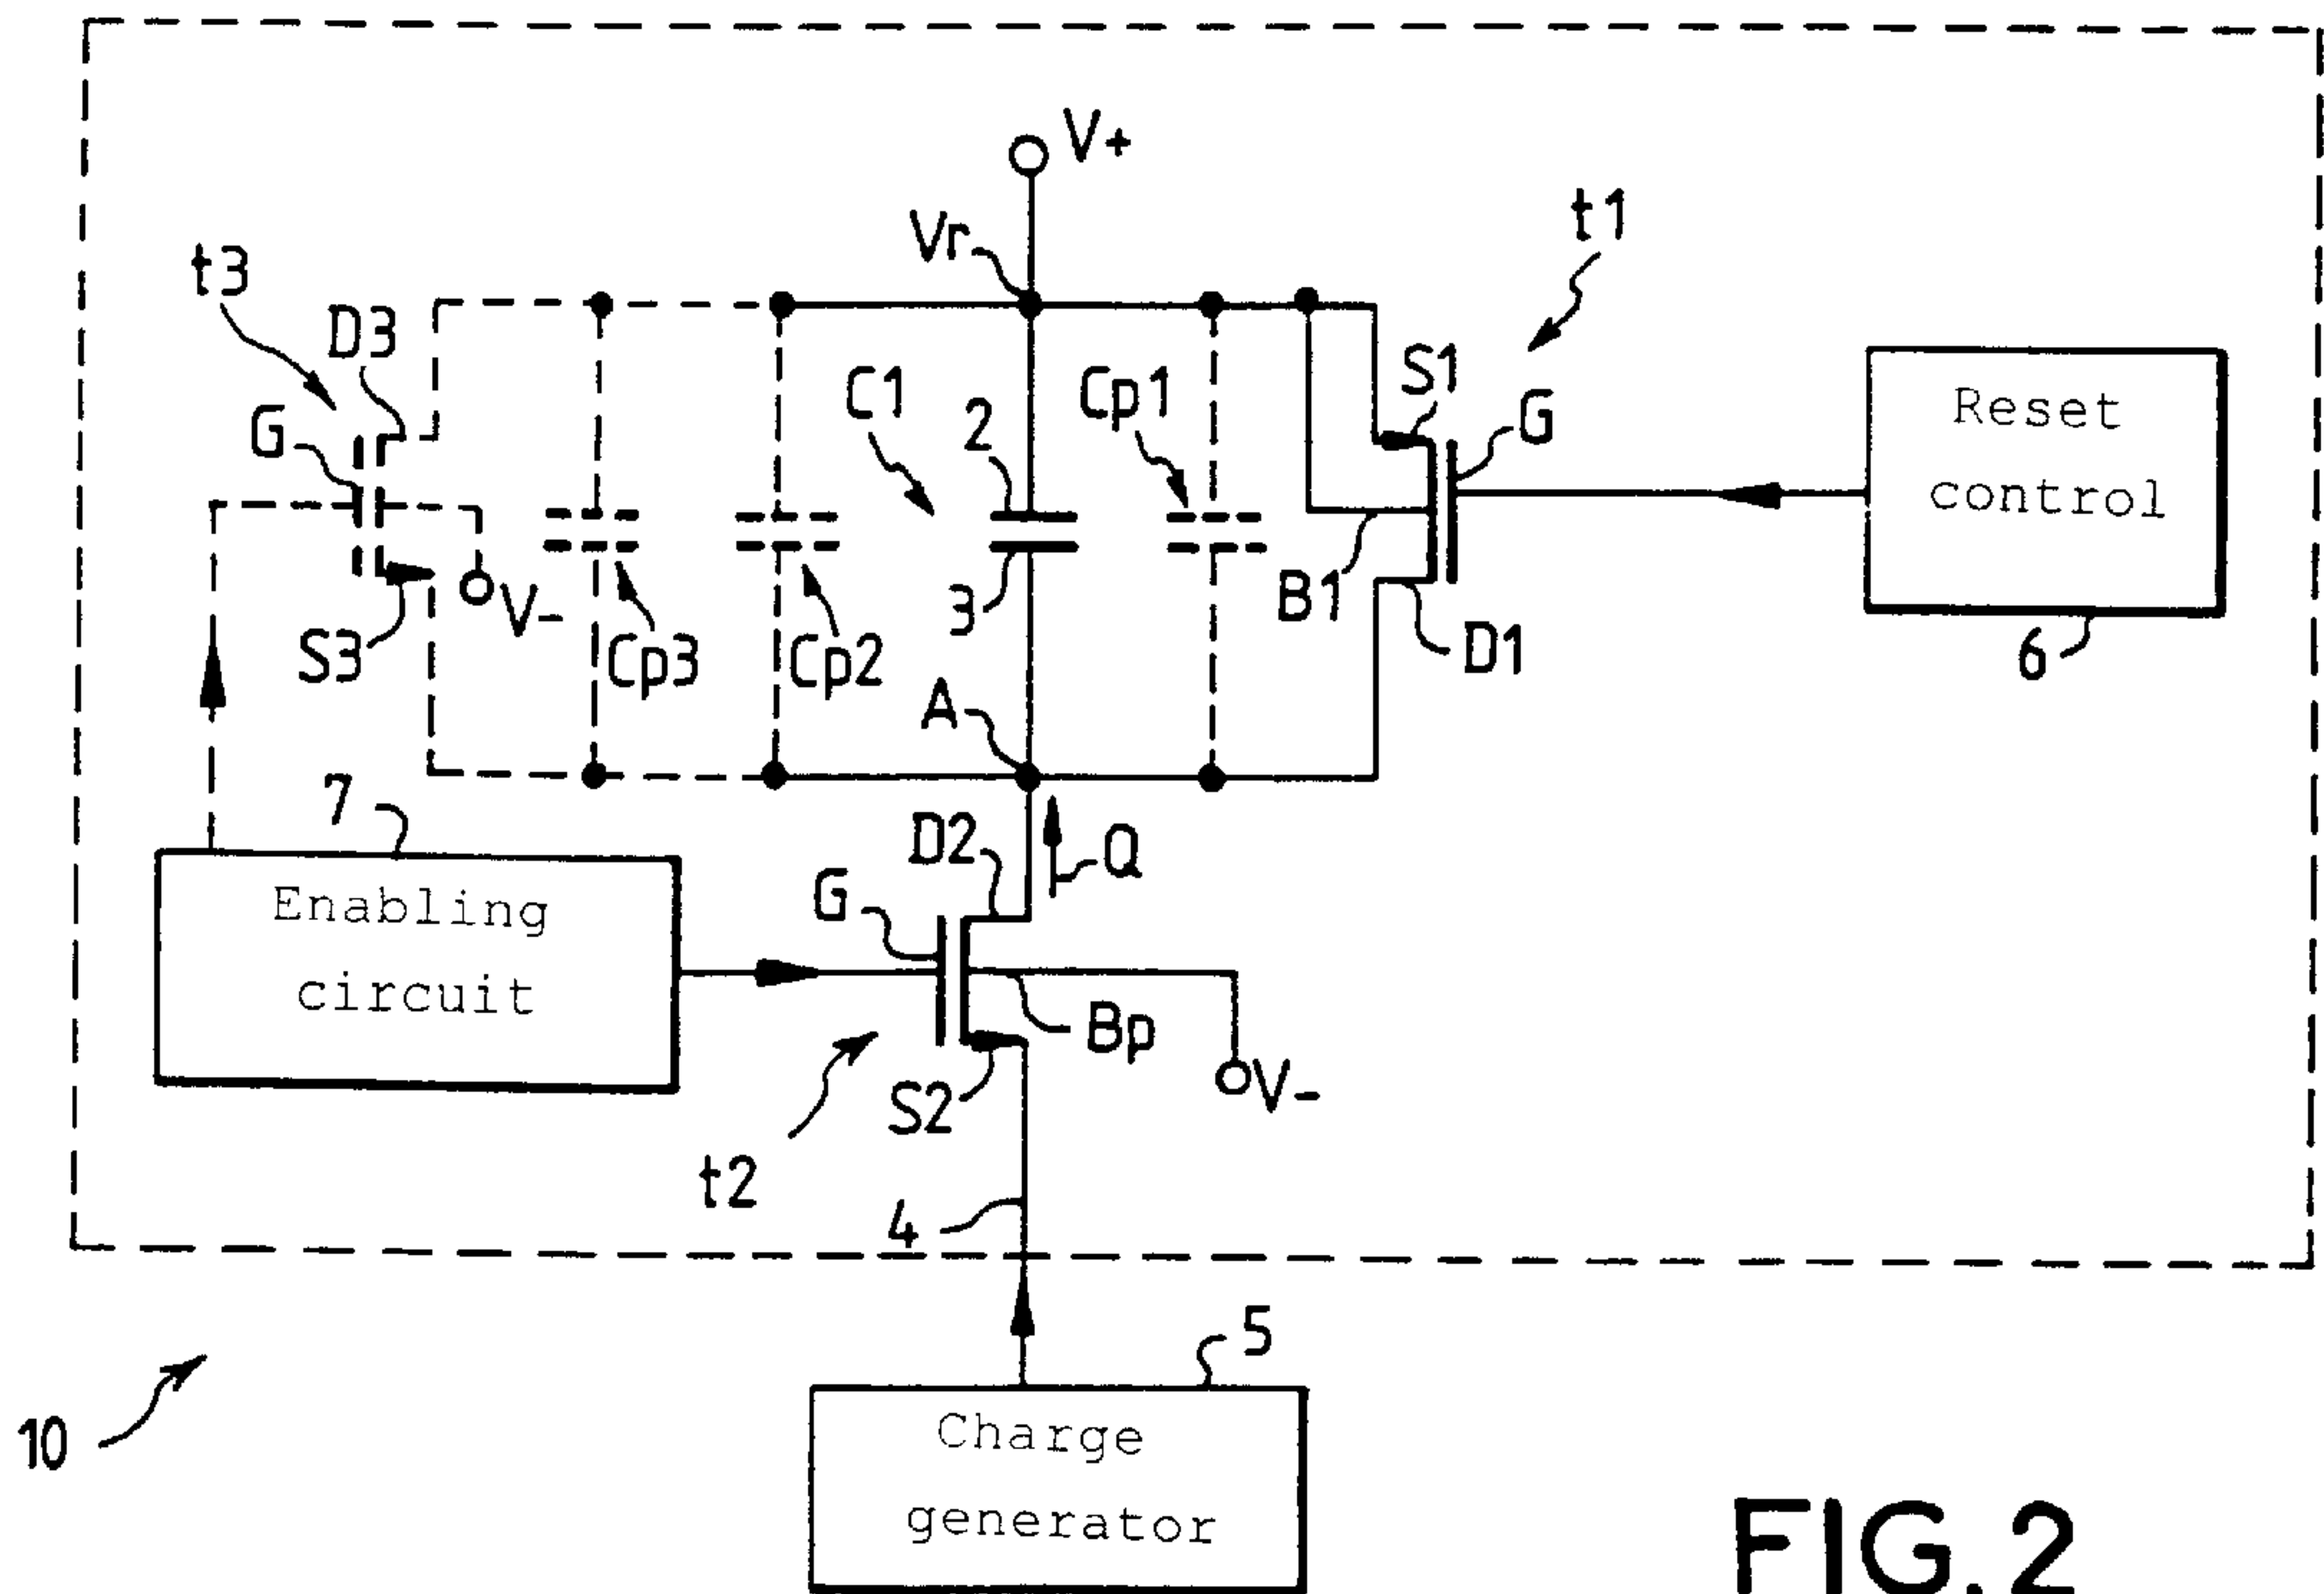 V+
Vr
t1
t3
D3
S1
C1
Cp1
2
G
G
Reset
control
V-
B1
3
S3
Cp3
Cp2
D1
6
A
7
D2
Q
G
Enabling
circuit
Bp
S2
V-
t2
4
5
10
Charge
generator
FIG.2